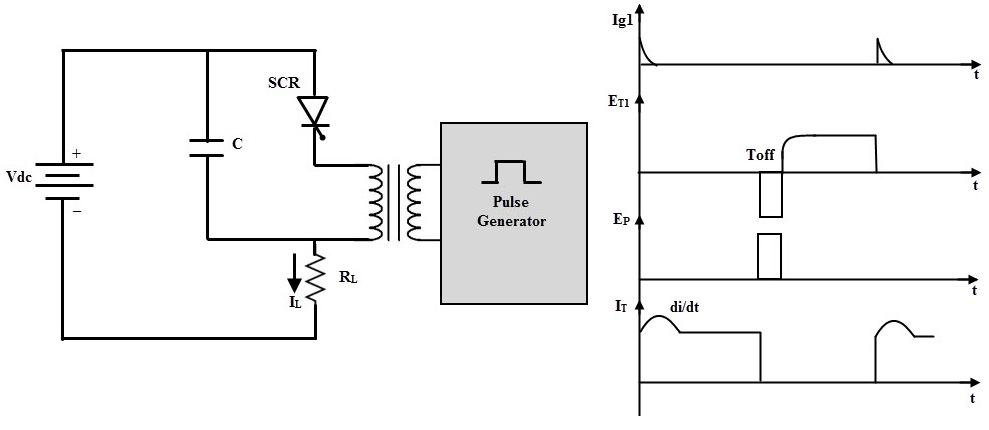 SCR
C
+
Vdc
−
Pulse
Generator
RL
IL
Ig1
t
ET1
Toff
t
EP
t
IT
di/dt
t